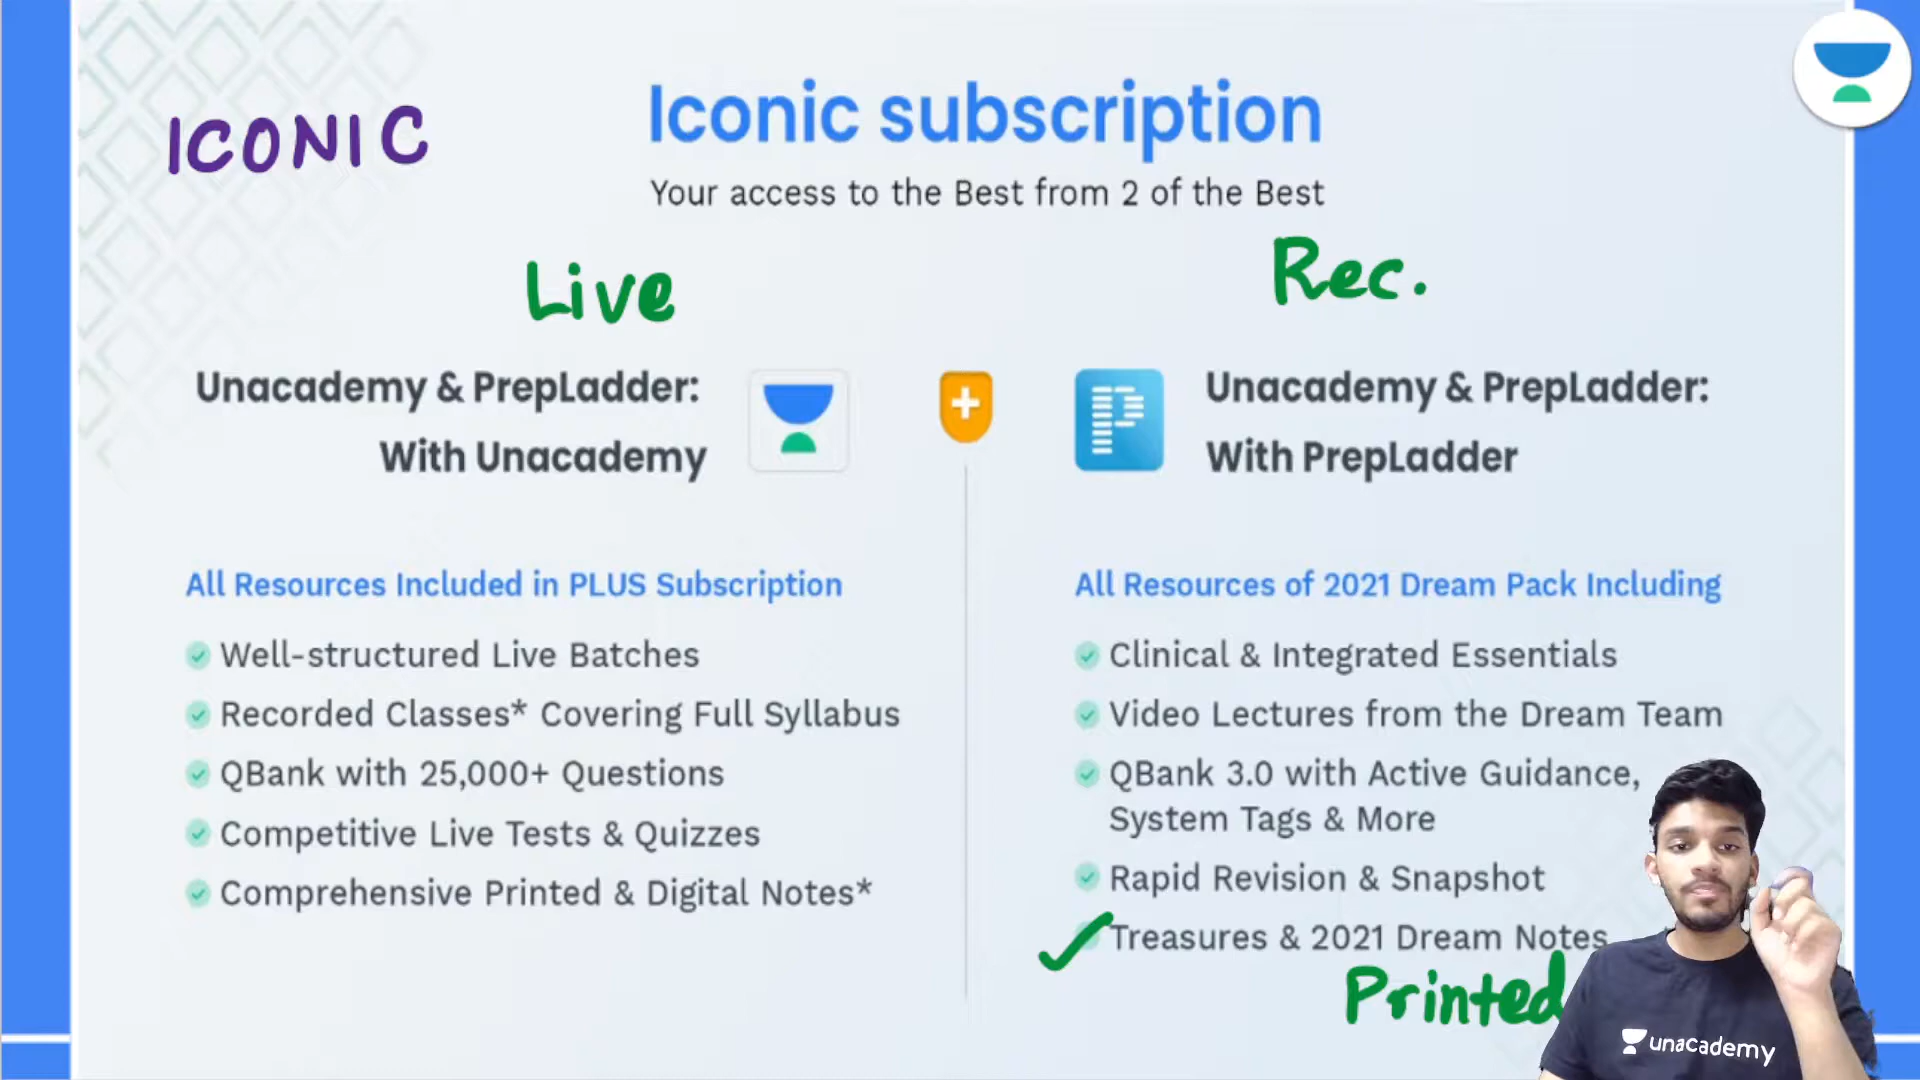 ICONIC
Iconic subscription
Your access to the Best from 2 of the Best
Live
Rec.
Unacademy & PrepLadder:
With Unacademy
Unacademy & PrepLadder:
With PrepLadder
All Resources Included in PLUS Subscription
Well-structured Live Batches
Recorded Classes* Covering Full Syllabus
QBank with 25,000+ Questions
Competitive Live Tests & Quizzes
Comprehensive Printed & Digital Notes*
All Resources of 2021 Dream Pack Including
Clinical & Integrated Essentials
Video Lectures from the Dream Team
QBank 3.0 with Active Guidance,
System Tags & More
Rapid Revision & Snapshot
Treasures & 2021 Dream Notes
Printed
unacademy